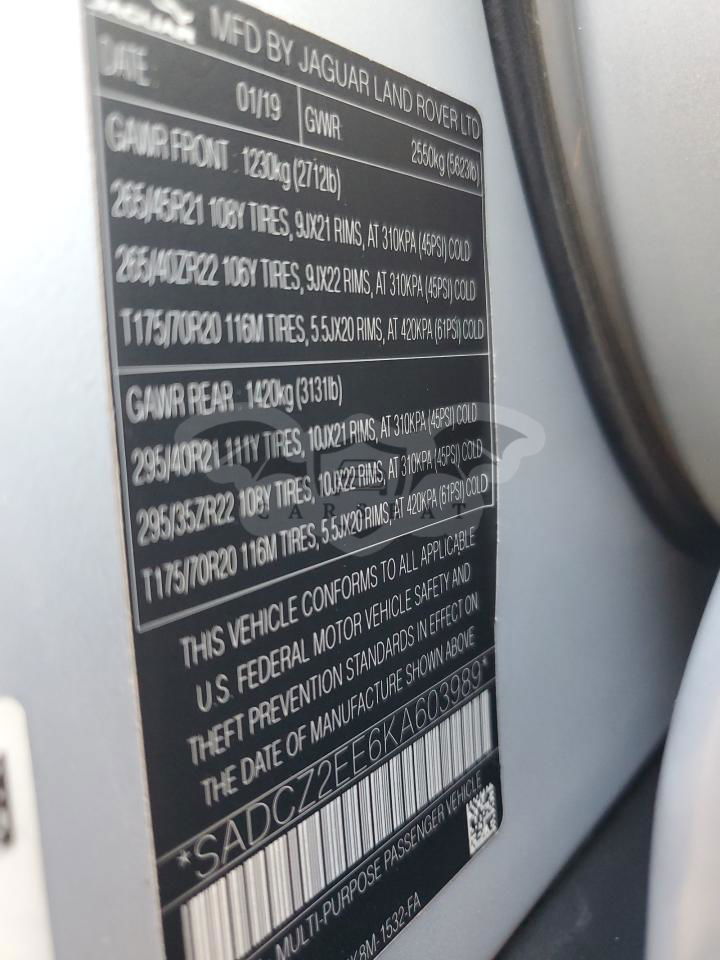 JAGUAR
MFD BY JAGUAR LAND ROVER LTD
DATE: 01/19 GVWR 2550kg (5623lb)
GAWR FRONT 1230kg (2712lb)
265/45R21 108Y TIRES, 9JX21 RIMS, AT 310KPA (45PSI) COLD
265/40ZR22 106Y TIRES, 9JX22 RIMS, AT 310KPA (45PSI) COLD
T175/70R20 116M TIRES, 5.5JX20 RIMS, AT 420KPA (61PSI) COLD
GAWR REAR 1420kg (3131lb)
295/40R21 111Y TIRES, 10JX21 RIMS, AT 310KPA (45PSI) COLD
295/35ZR22 108Y TIRES, 10JX22 RIMS, AT 310KPA (45PSI) COLD
T175/70R20 116M TIRES, 5.5JX20 RIMS, AT 420KPA (61PSI) COLD
THIS VEHICLE CONFORMS TO ALL APPLICABLE
U.S. FEDERAL MOTOR VEHICLE SAFETY AND
THEFT PREVENTION STANDARDS IN EFFECT ON
THE DATE OF MANUFACTURE SHOWN ABOVE
*SADCZ2EE6KA603989*
MULTI-PURPOSE PASSENGER VEHICLE
K8M-1532-FA